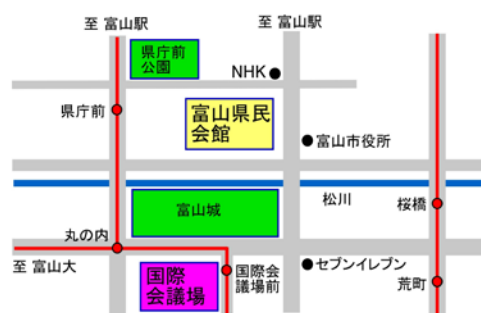 至 富山駅
至 富山駅
県庁前
公園
NHK
県庁前
富山県民
会館
富山市役所
富山城
松川
桜橋
丸の内
至 富山大
国際
会議場
国際会
議場前
セブンイレブン
荒町